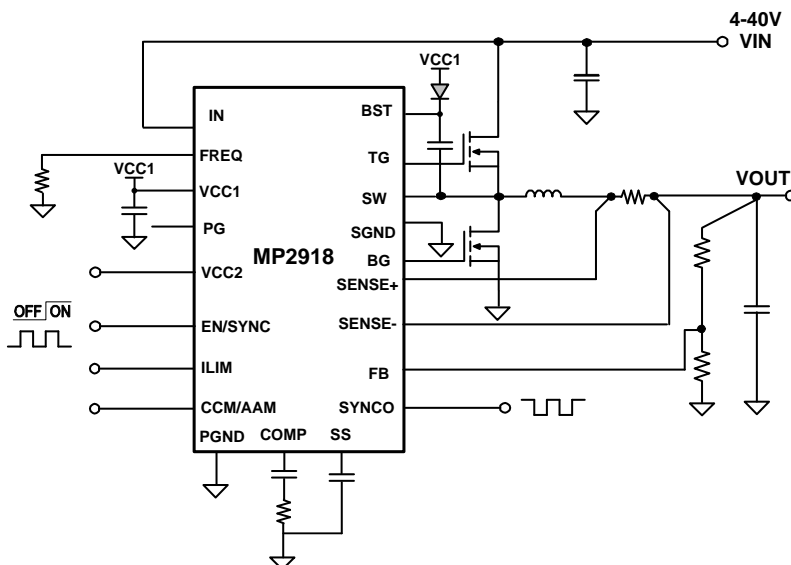 4-40V
VIN
VCC1
IN
BST
FREQ
TG
VCC1
VCC1
SW
VOUT
PG
SGND
MP2918
BG
VCC2
SENSE+
OFF ON
EN/SYNC
SENSE-
ILIM
FB
CCM/AAM
SYNCO
PGND
COMP
SS